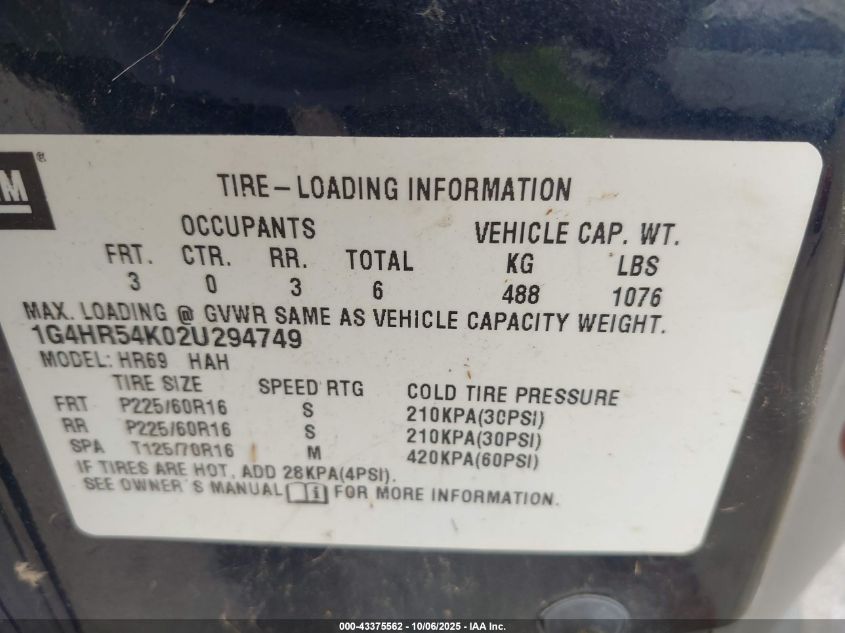 M®
TIRE-LOADING INFORMATION
OCCUPANTS VEHICLE CAP. WT.
FRT. CTR. RR. TOTAL KG LBS
3 0 3 6 488 1076
MAX. LOADING @ GVWR SAME AS VEHICLE CAPACITY WEIGHT.
1G4HR54K02U294749
MODEL: HR69 HAH
TIRE SIZE SPEED RTG COLD TIRE PRESSURE
FRT P225/60R16 S 210KPA(30PSI)
RR P225/60R16 S 210KPA(30PSI)
SPA T125/70R16 M 420KPA(60PSI)
IF TIRES ARE HOT, ADD 28KPA(4PSI).
SEE OWNER'S MANUAL i FOR MORE INFORMATION.
000-43375562 - 10/06/2025 - IAA Inc.